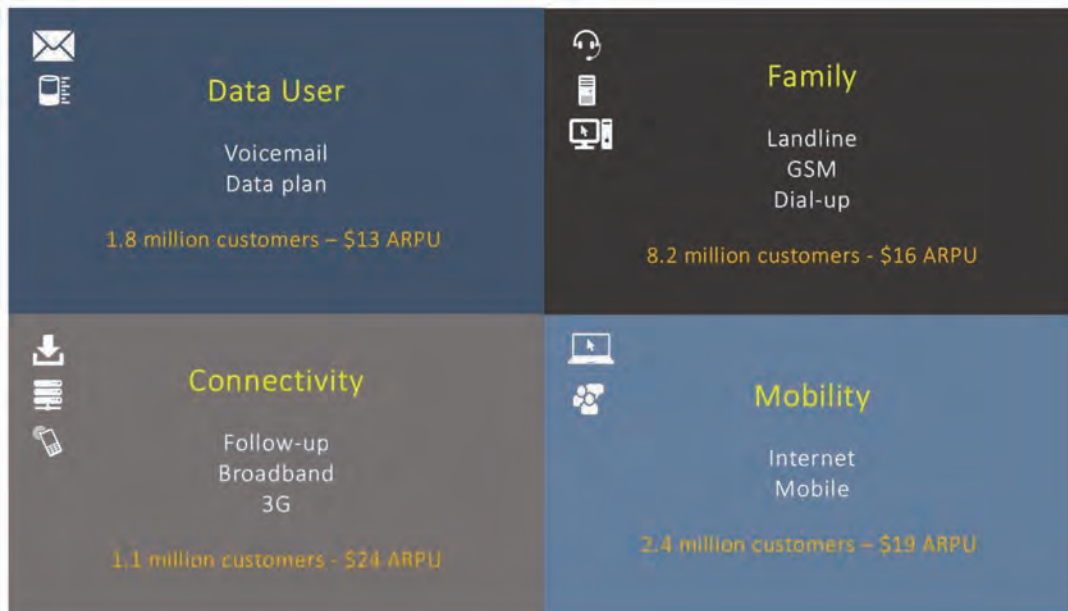 Data User
Voicemail
Data plan
1.8 million customers – $13 ARPU
Family
Landline
GSM
Dial-up
8.2 million customers - $16 ARPU
Connectivity
Follow-up
Broadband
3G
1.1 million customers - $24 ARPU
Mobility
Internet
Mobile
2.4 million customers – $19 ARPU